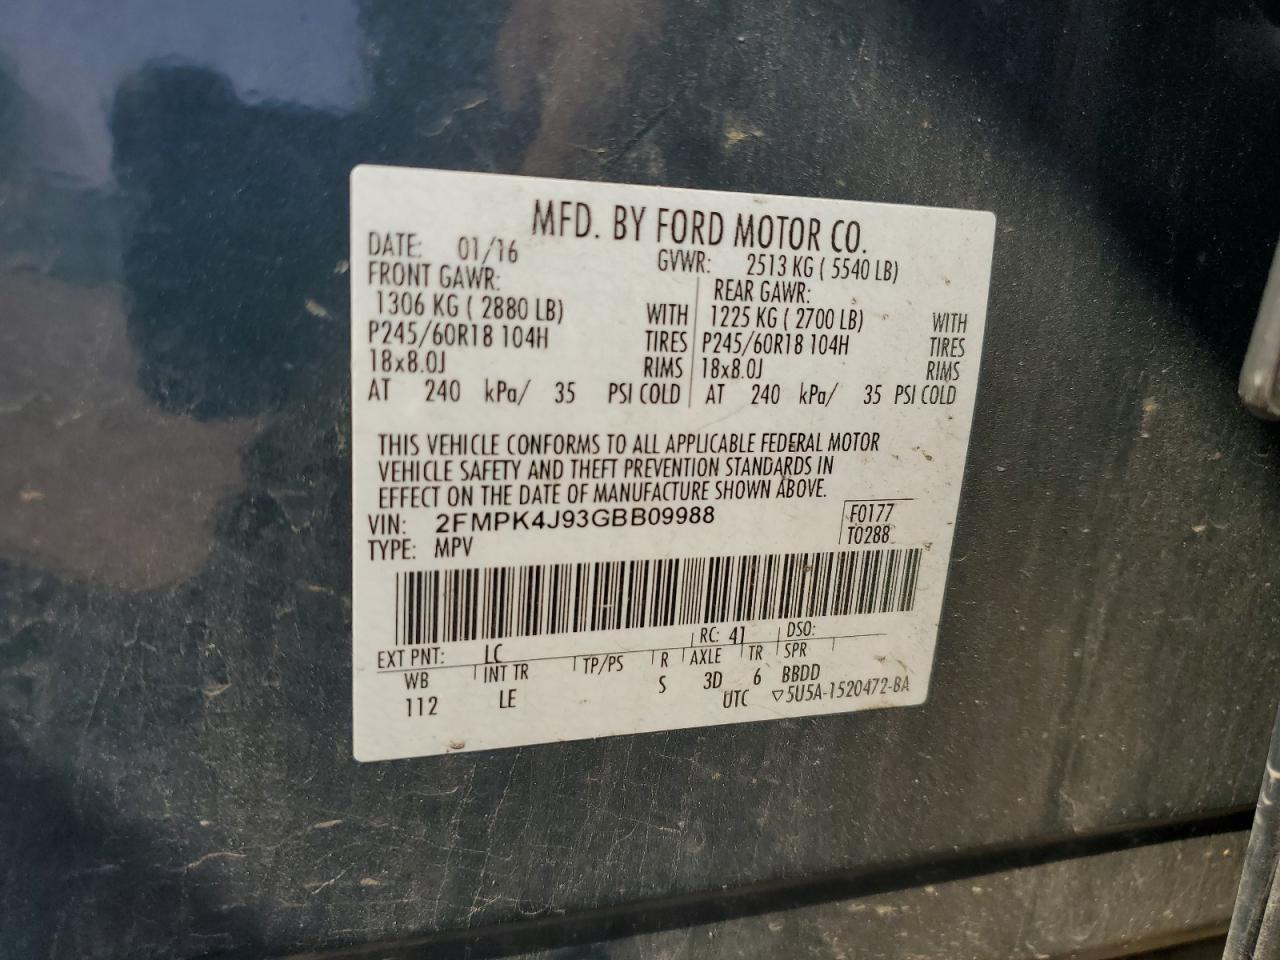 MFD. BY FORD MOTOR CO.
DATE: 01/16 GVWR: 2513 KG ( 5540 LB)
FRONT GAWR: REAR GAWR:
1306 KG ( 2880 LB) WITH 1225 KG ( 2700 LB) WITH
P245/60R18 104H TIRES P245/60R18 104H TIRES
18x8.0J RIMS 18x8.0J RIMS
AT 240 kPa/ 35 PSI COLD AT 240 kPa/ 35 PSI COLD
THIS VEHICLE CONFORMS TO ALL APPLICABLE FEDERAL MOTOR
VEHICLE SAFETY AND THEFT PREVENTION STANDARDS IN
EFFECT ON THE DATE OF MANUFACTURE SHOWN ABOVE.
VIN: 2FMPK4J93GBB09988 F0177
TYPE: MPV T0288
EXT PNT: LC RC: 41 DSO:
WB INT TR TP/PS R AXLE TR SPR
112 LE S 3D 6 BBDD
UTC ▽5U5A-1520472-BA